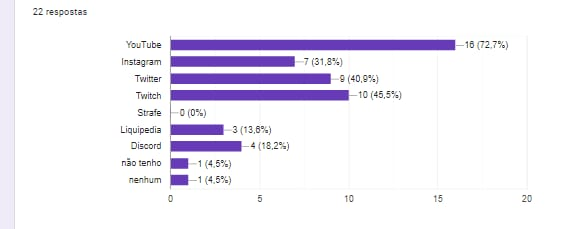 22 respostas
YouTube 16 (72,7%)
Instagram 7 (31,8%)
Twitter 9 (40,9%)
Twitch 10 (45,5%)
Strafe 0 (0%)
Liquipedia 3 (13,6%)
Discord 4 (18,2%)
não tenho 1 (4,5%)
nenhum 1 (4,5%)
0 5 10 15 20